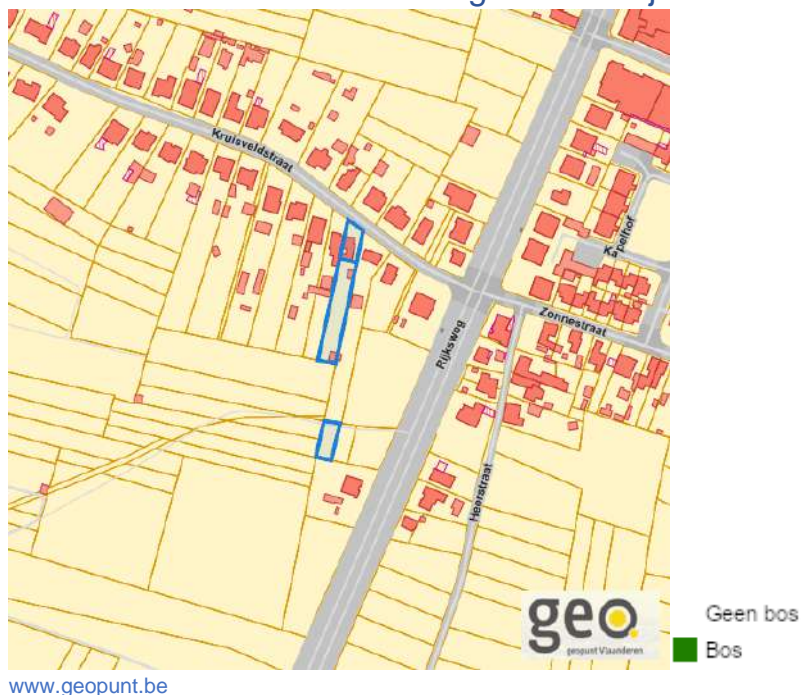 Kruisveldstraat
Kapelhof
Zonnestraat
Rijksweg
Heerstraat
geo
geopunt Vlaanderen
Geen bos
Bos
www.geopunt.be